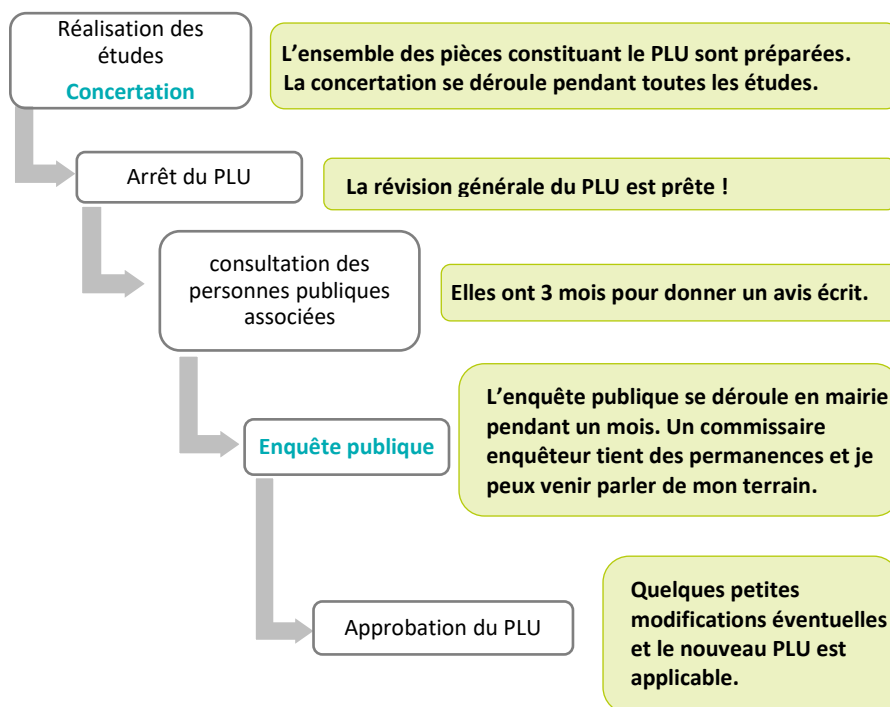 Réalisation des
études
Concertation
L'ensemble des pièces constituant le PLU sont préparées.
La concertation se déroule pendant toutes les études.
Arrêt du PLU
La révision générale du PLU est prête !
consultation des
personnes publiques
associées
Elles ont 3 mois pour donner un avis écrit.
Enquête publique
L'enquête publique se déroule en mairie
pendant un mois. Un commissaire
enquêteur tient des permanences et je
peux venir parler de mon terrain.
Approbation du PLU
Quelques petites
modifications éventuelles
et le nouveau PLU est
applicable.